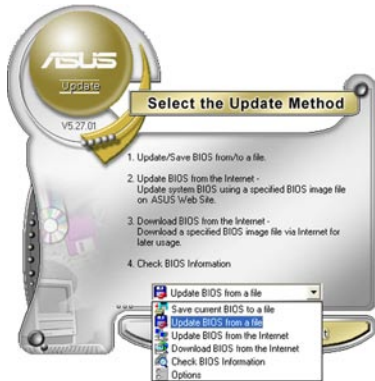 ASUS
Update
V5.27.01
Select the Update Method
1. Update/Save BIOS from/to a file.
2. Update BIOS from the Internet -
Update system BIOS using a specified BIOS image file
on ASUS Web Site.
3. Download BIOS from the Internet -
Download a specified BIOS image file via Internet for
later usage.
4. Check BIOS Information
Update BIOS from a file
Save current BIOS to a file
Update BIOS from a file
Update BIOS from the Internet
Download BIOS from the Internet
Check BIOS Information
Options